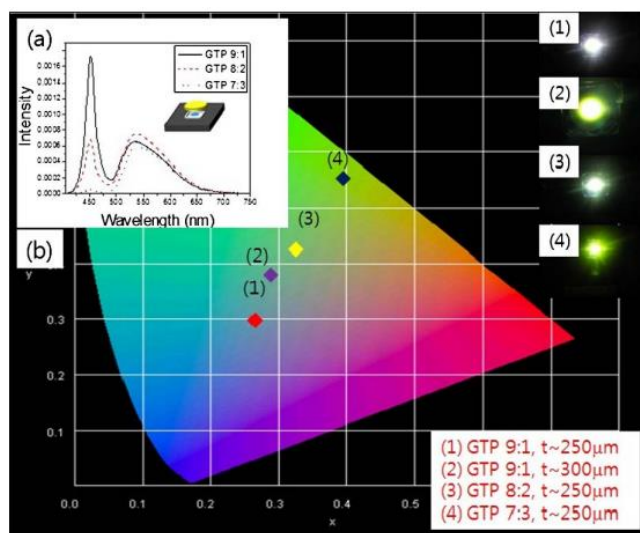 (a)
GTP 9:1
GTP 8:2
GTP 7:3
Intensity
0.0016
0.0014
0.0012
0.0010
0.0008
0.0006
0.0004
0.0002
0.0000
400 450 500 550 600 650 700 750
Wavelength (nm)
(b)
(1)
(2)
(3)
(4)
(4)
(3)
(2)
(1)
y
0.3
0.2
0.1
0.0 0.1 0.2 0.3 0.4
x
(1) GTP 9:1, t~250μm
(2) GTP 9:1, t~300μm
(3) GTP 8:2, t~250μm
(4) GTP 7:3, t~250μm